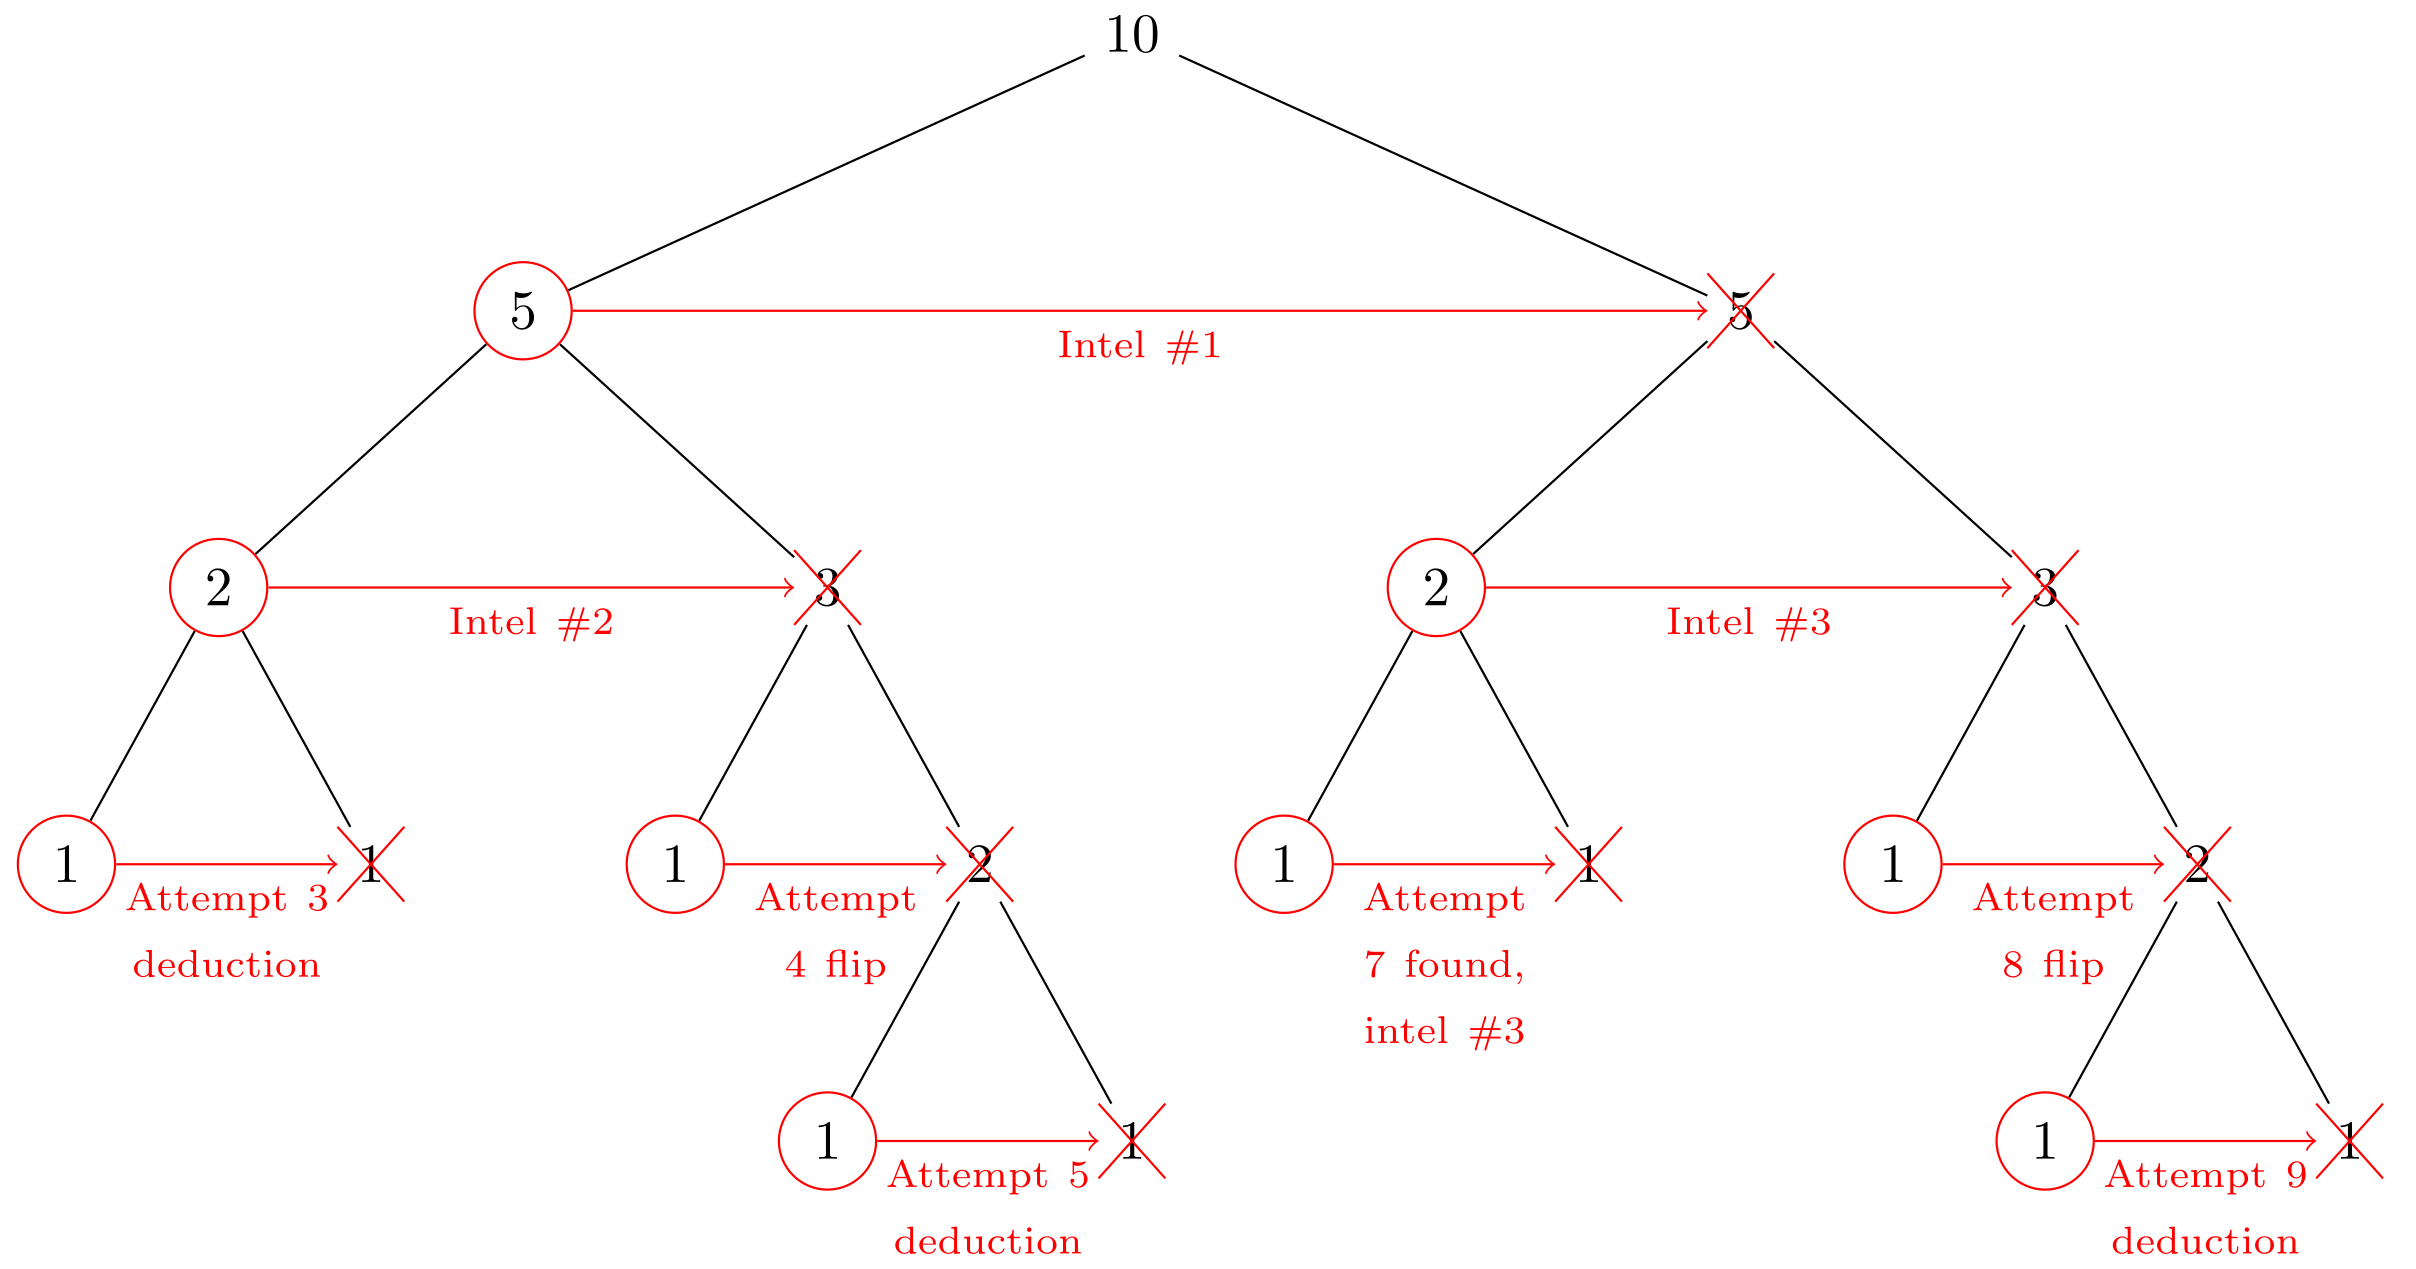 10
5
5
Intel #1
2
3
2
3
Intel #2
Intel #3
1
1
1
2
1
1
1
2
Attempt 3
deduction
Attempt
4 flip
Attempt
7 found,
intel #3
Attempt
8 flip
1
1
1
1
Attempt 5
deduction
Attempt 9
deduction